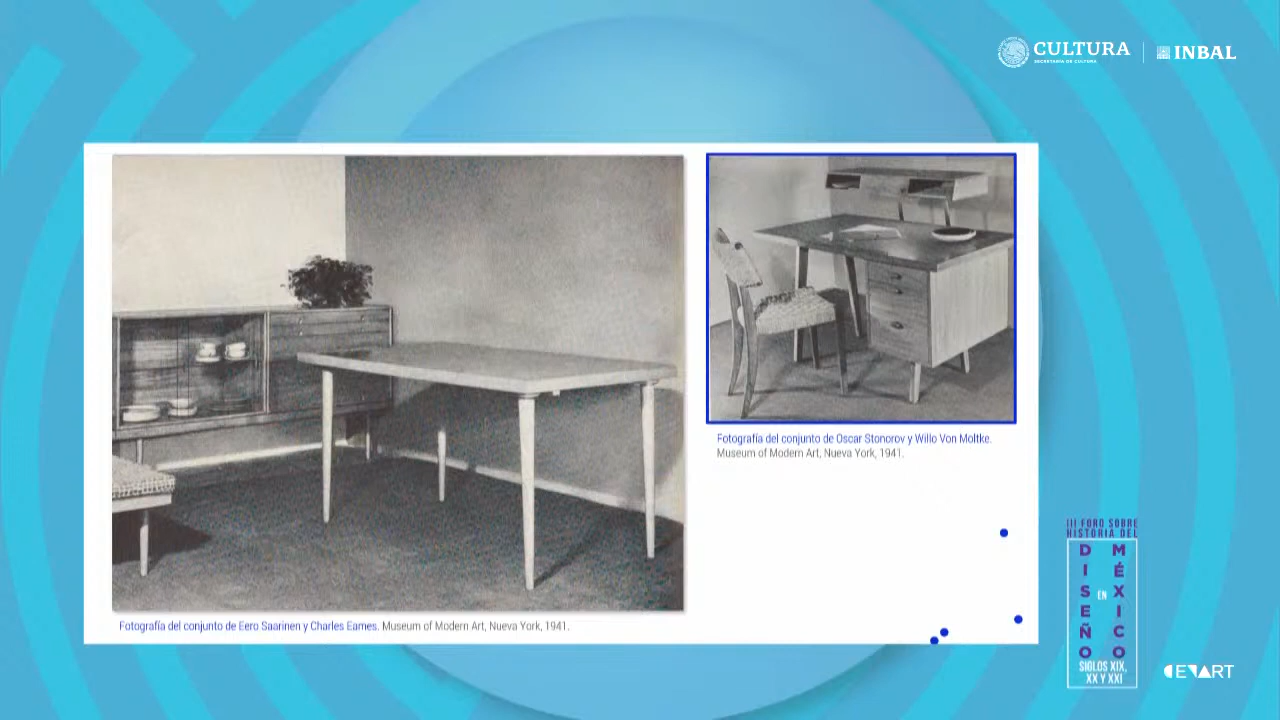 CULTURA
SECRETARÍA DE CULTURA
INBAL
Fotografía del conjunto de Oscar Stonorov y Willo Von Moltke.
Museum of Modern Art, Nueva York, 1941.
Fotografía del conjunto de Eero Saarinen y Charles Eames. Museum of Modern Art, Nueva York, 1941.
III FORO SOBRE
HISTORIA DEL
DISEÑO
EN
MÉXICO
SIGLOS XIX,
XX Y XXI
CENART